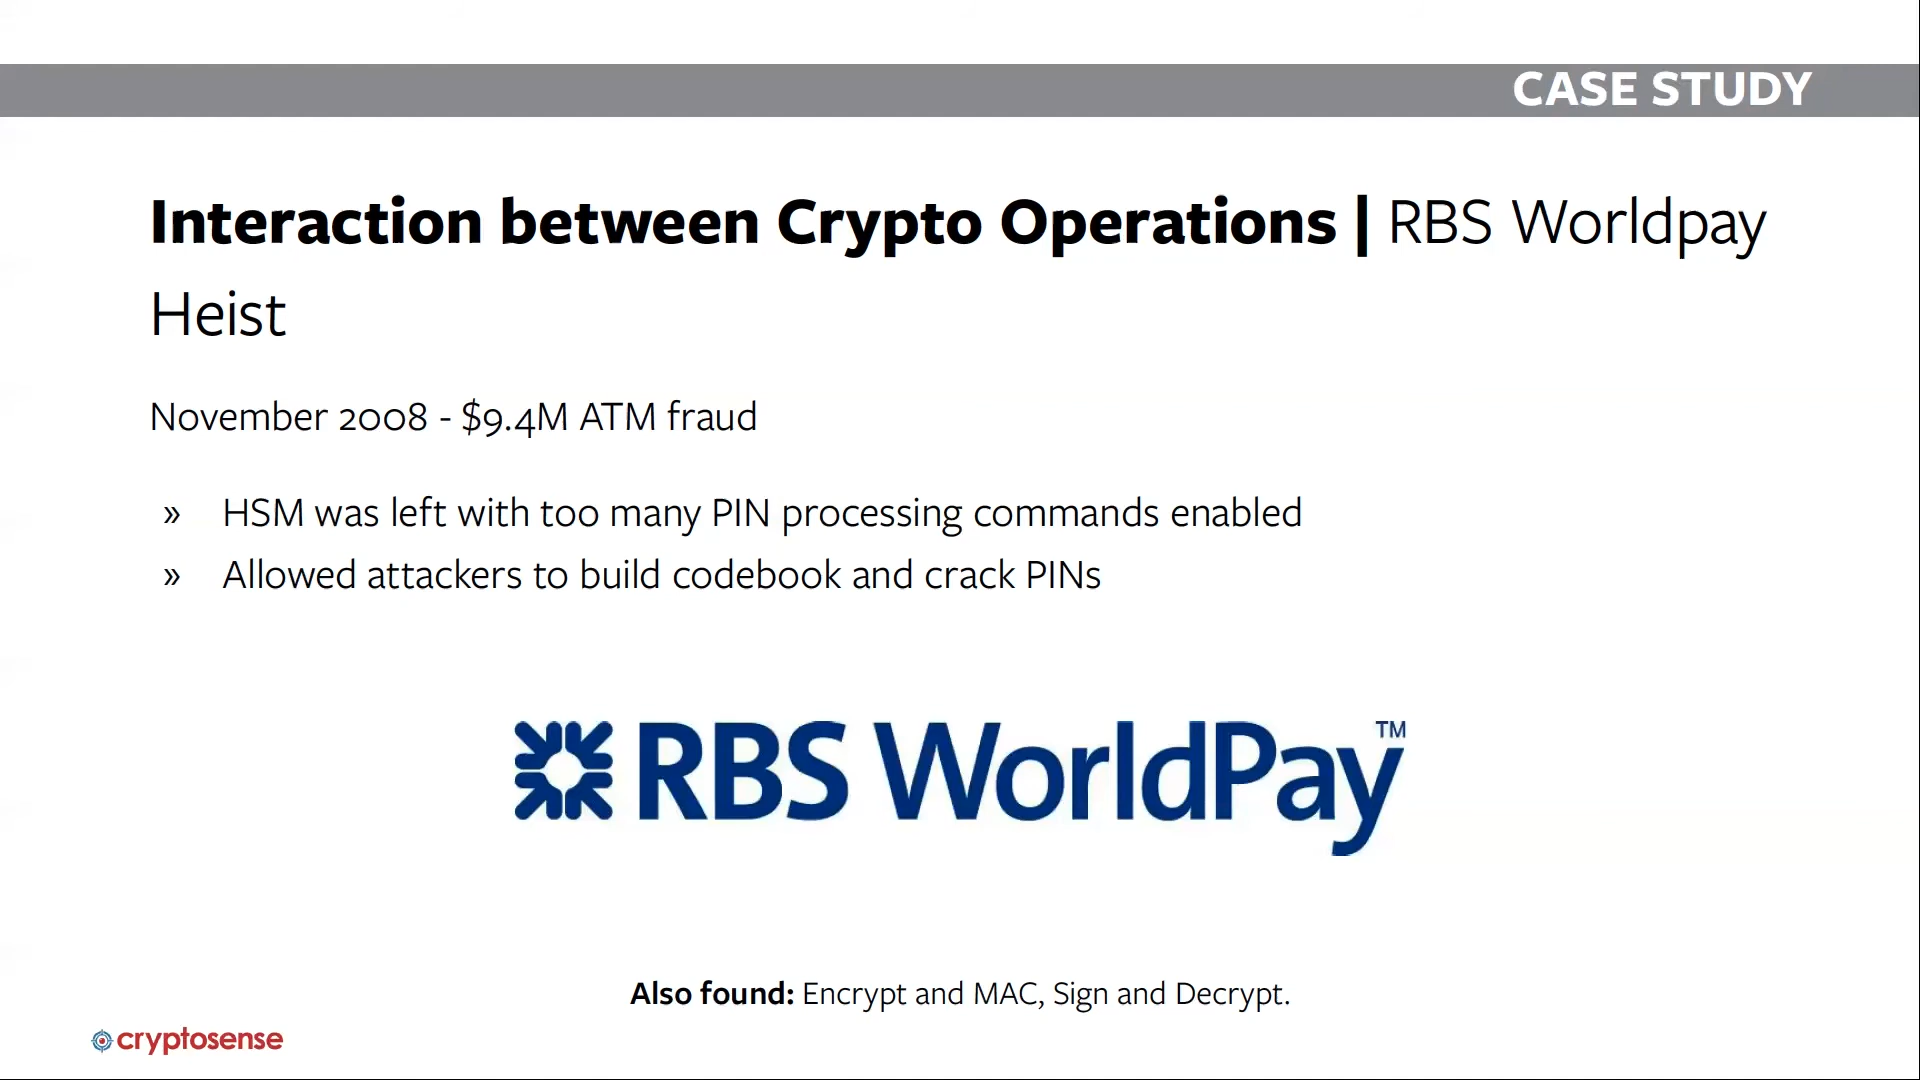 CASE STUDY
Interaction between Crypto Operations | RBS Worldpay
Heist
November 2008 - $9.4M ATM fraud
» HSM was left with too many PIN processing commands enabled
» Allowed attackers to build codebook and crack PINs
RBS WorldPay™
Also found: Encrypt and MAC, Sign and Decrypt.
cryptosense